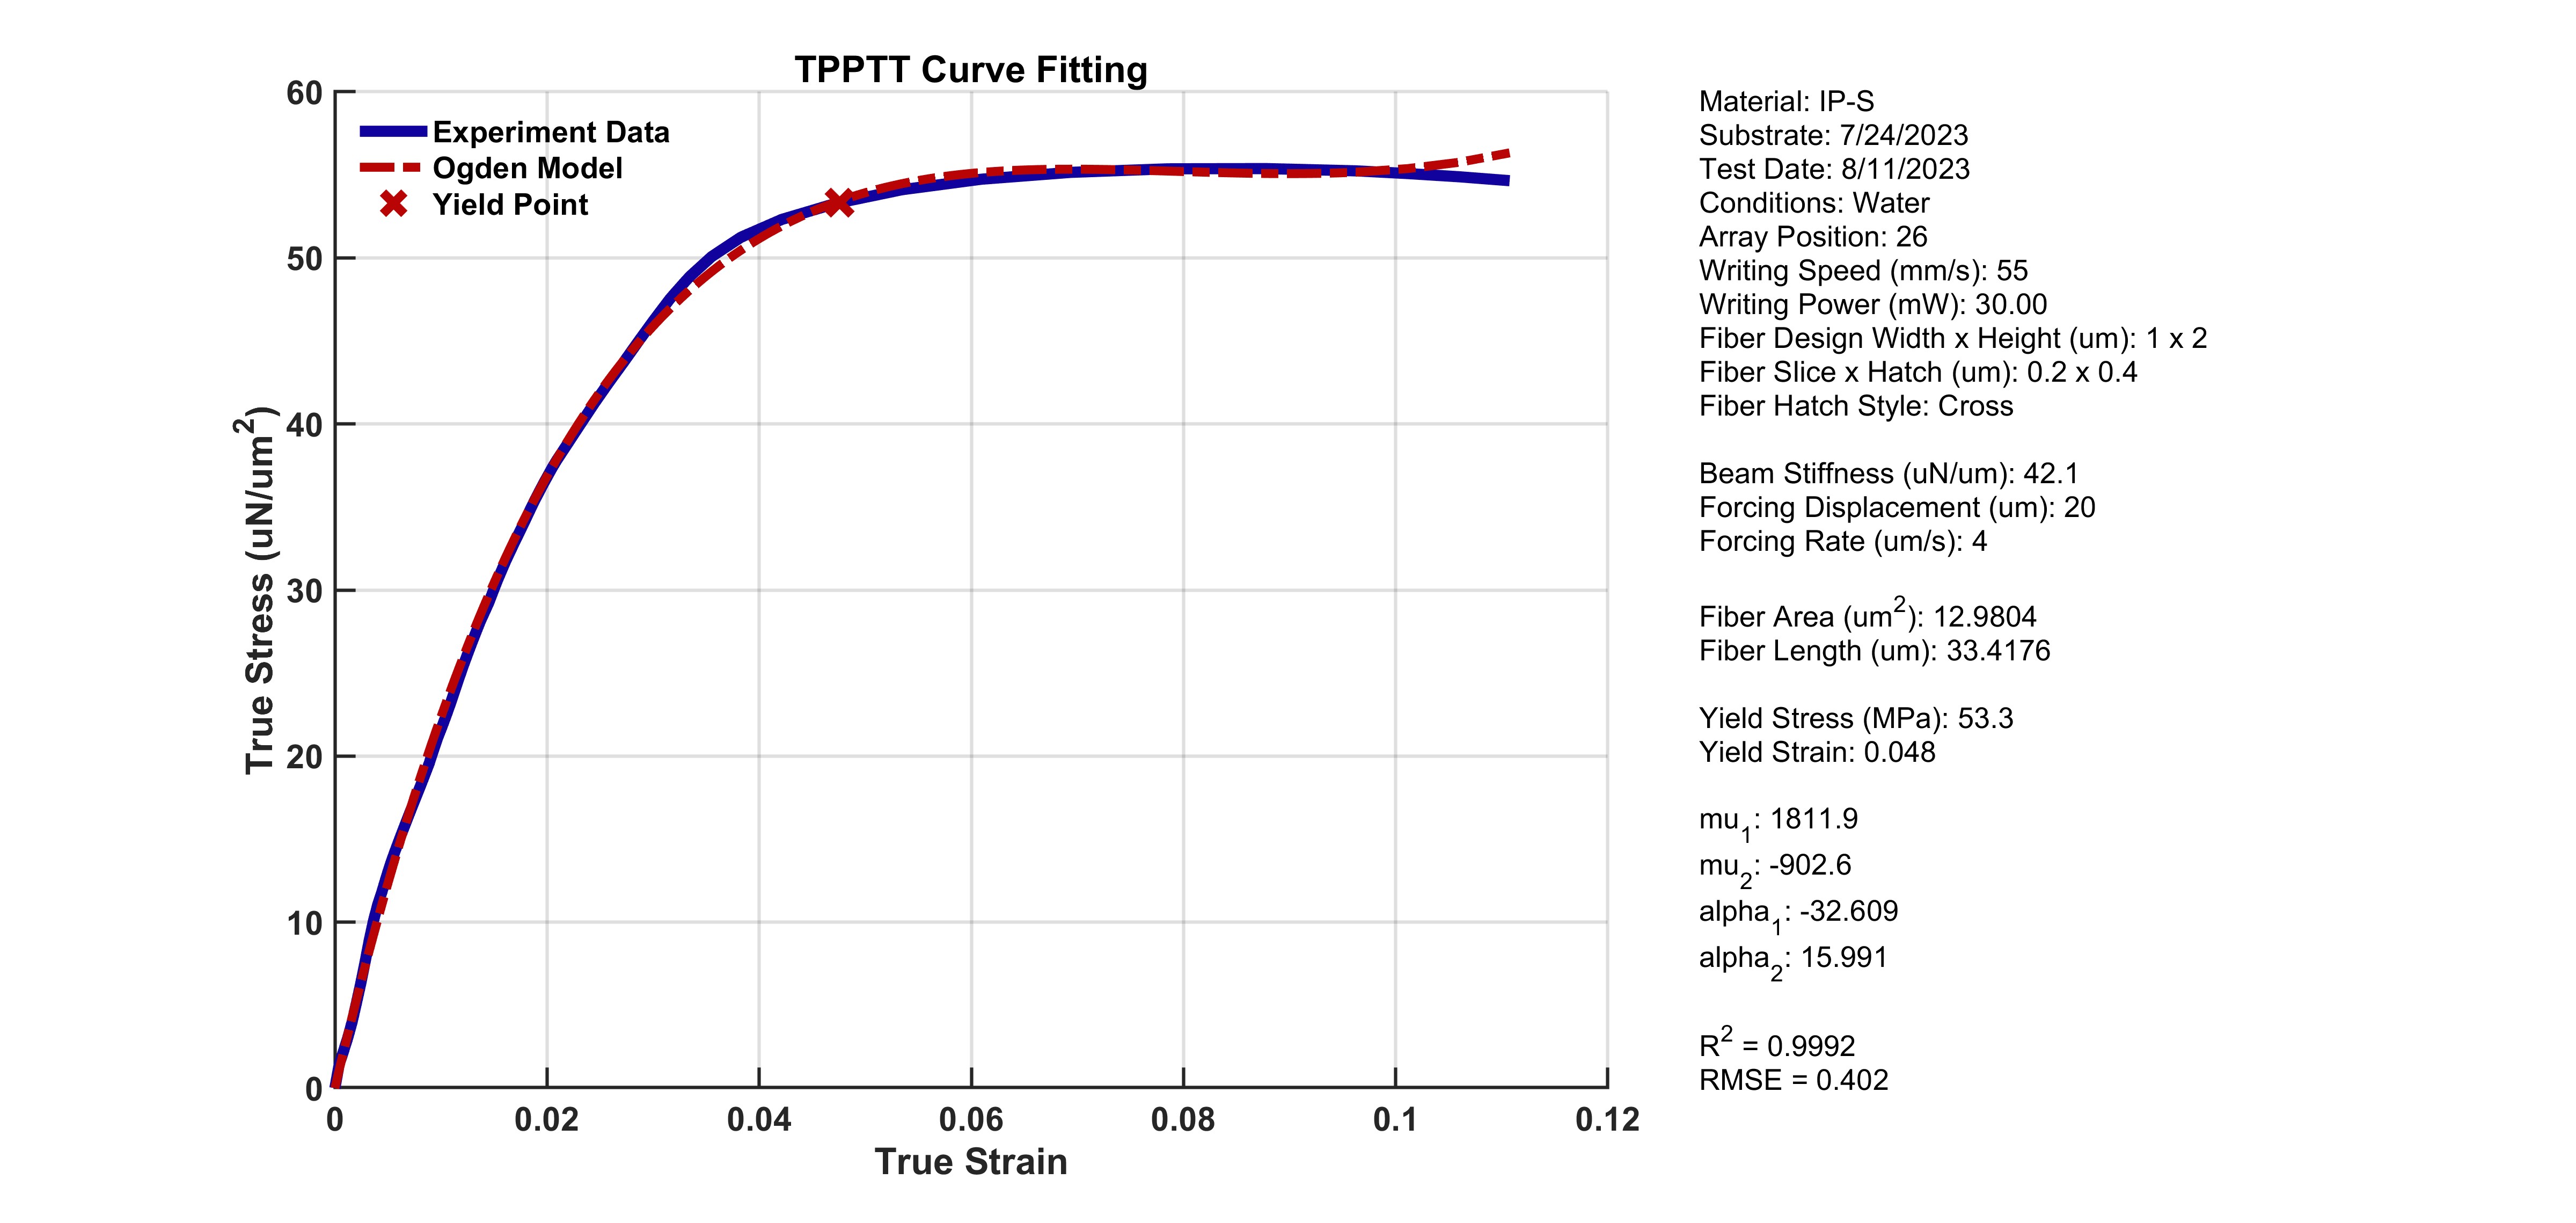 TPPTT Curve Fitting
60
50
40
30
20
10
0
True Stress (uN/um²)
Experiment Data
Ogden Model
Yield Point
0 0.02 0.04 0.06 0.08 0.1 0.12
True Strain
Material: IP-S
Substrate: 7/24/2023
Test Date: 8/11/2023
Conditions: Water
Array Position: 26
Writing Speed (mm/s): 55
Writing Power (mW): 30.00
Fiber Design Width x Height (um): 1 x 2
Fiber Slice x Hatch (um): 0.2 x 0.4
Fiber Hatch Style: Cross
Beam Stiffness (uN/um): 42.1
Forcing Displacement (um): 20
Forcing Rate (um/s): 4
Fiber Area (um²): 12.9804
Fiber Length (um): 33.4176
Yield Stress (MPa): 53.3
Yield Strain: 0.048
mu₁: 1811.9
mu₂: -902.6
alpha₁: -32.609
alpha₂: 15.991
R² = 0.9992
RMSE = 0.402